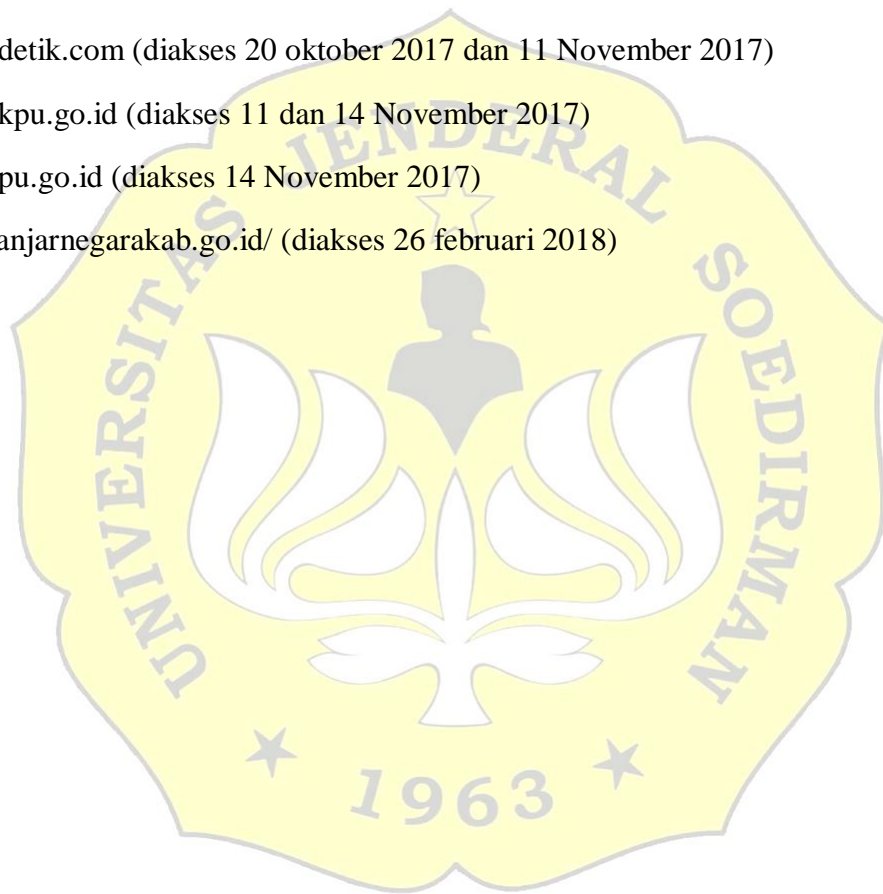 detik.com (diakses 20 oktober 2017 dan 11 November 2017)
kpu.go.id (diakses 11 dan 14 November 2017)
pu.go.id (diakses 14 November 2017)
anjarnegarakab.go.id/ (diakses 26 februari 2018)
UNIVERSITAS JENDERAL SOEDIRMAN
1963